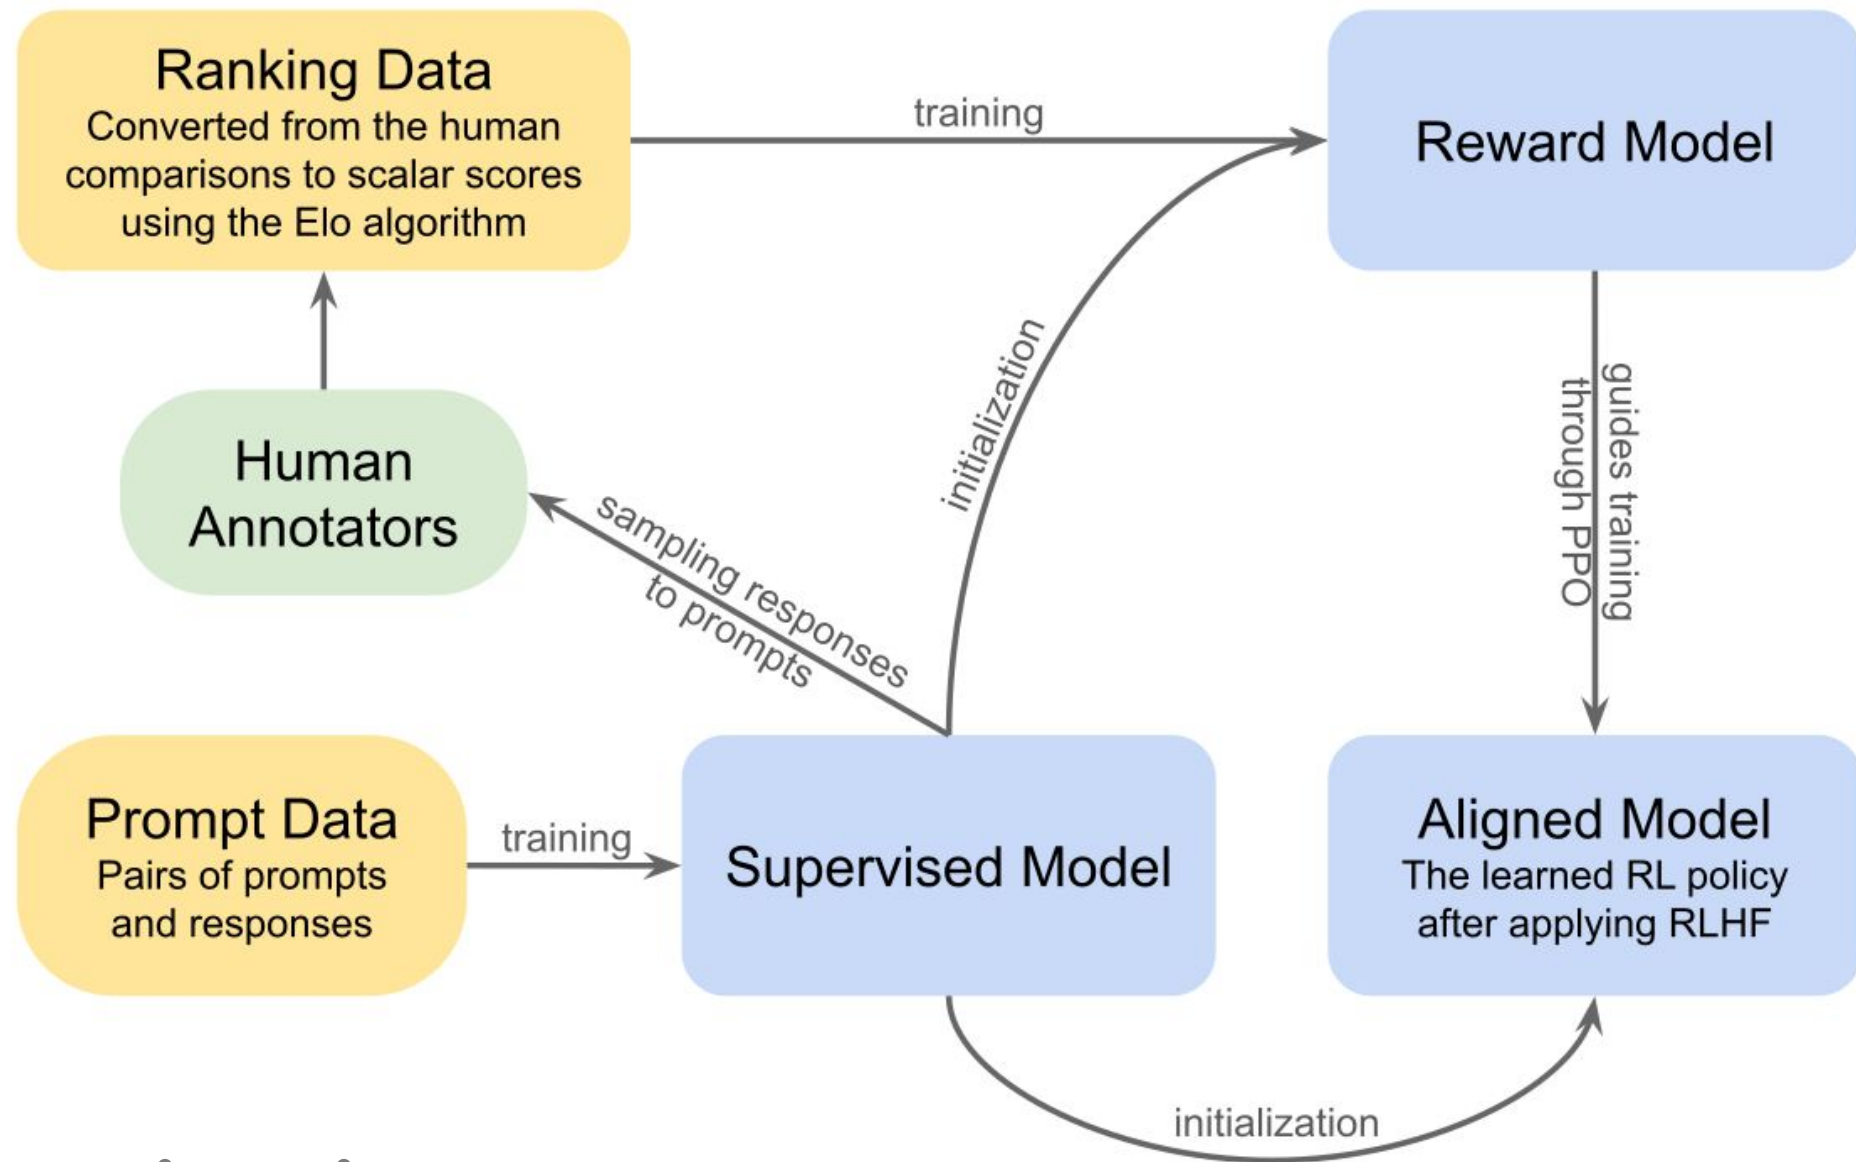 Ranking Data
Converted from the human
comparisons to scalar scores
using the Elo algorithm
training
Reward Model
initialization
guides training
through PPO
Human
Annotators
sampling responses
to prompts
Prompt Data
Pairs of prompts
and responses
training
Supervised Model
Aligned Model
The learned RL policy
after applying RLHF
initialization